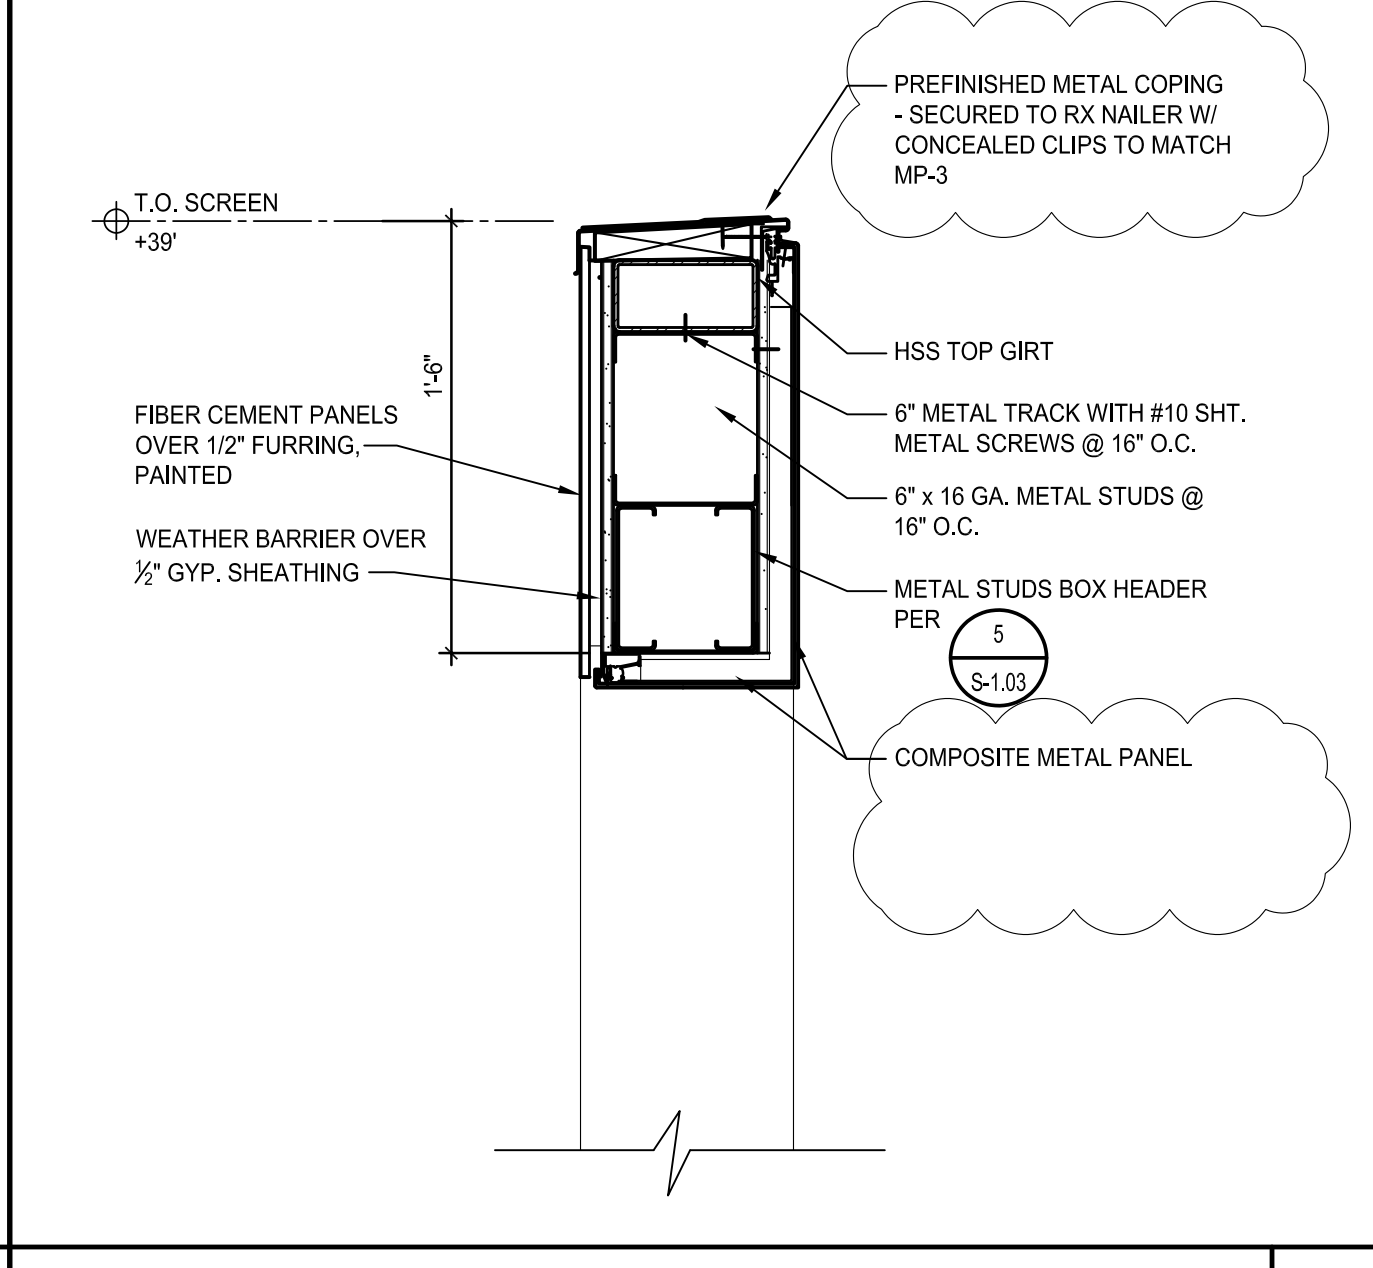 PREFINISHED METAL COPING
- SECURED TO RX NAILER W/
CONCEALED CLIPS TO MATCH
MP-3
T.O. SCREEN
+39'
1'-6"
HSS TOP GIRT
6" METAL TRACK WITH #10 SHT.
METAL SCREWS @ 16" O.C.
FIBER CEMENT PANELS
OVER 1/2" FURRING,
PAINTED
6" x 16 GA. METAL STUDS @
16" O.C.
WEATHER BARRIER OVER
½" GYP. SHEATHING
METAL STUDS BOX HEADER
PER
5
S-1.03
COMPOSITE METAL PANEL